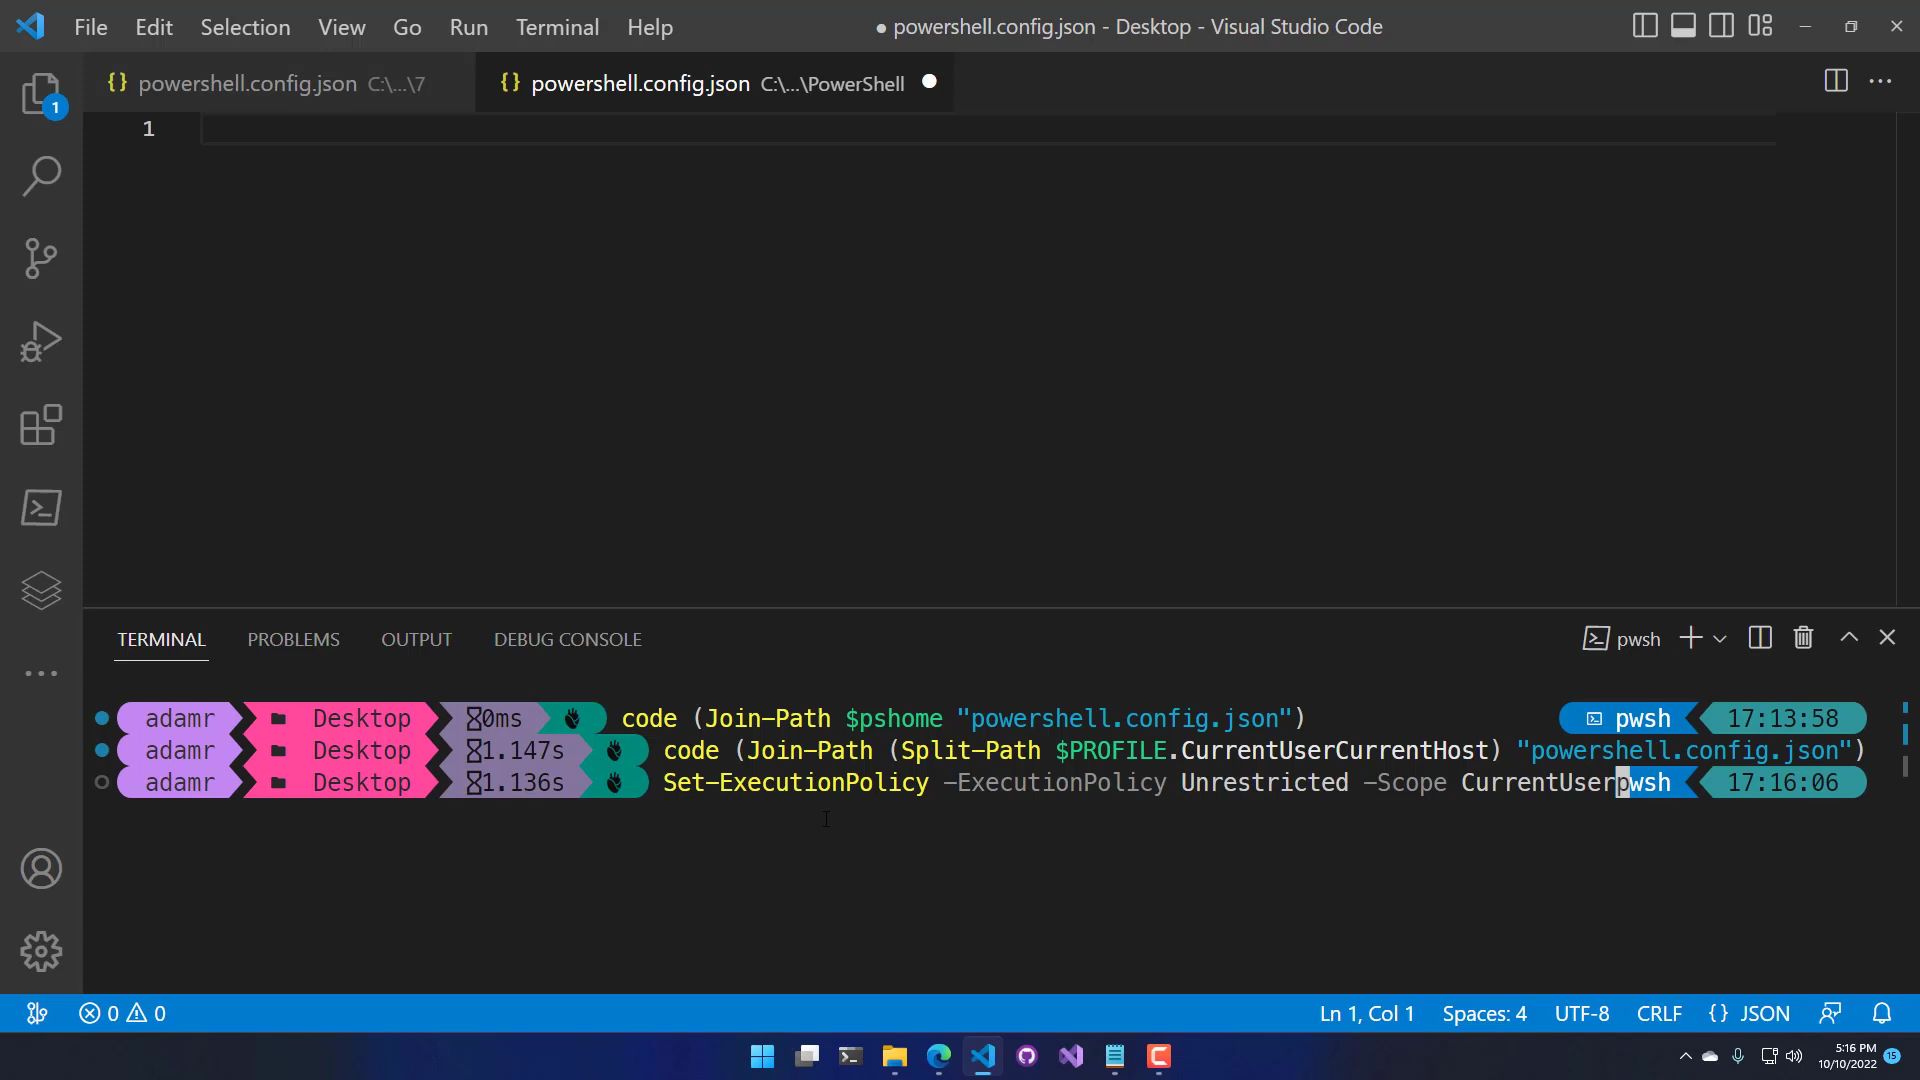 File Edit Selection View Go Run Terminal Help ● powershell.config.json - Desktop - Visual Studio Code
{} powershell.config.json C:\...\7 {} powershell.config.json C:\...\PowerShell
1
1
TERMINAL PROBLEMS OUTPUT DEBUG CONSOLE pwsh
adamr Desktop 0ms code (Join-Path $pshome "powershell.config.json") pwsh 17:13:58
adamr Desktop 1.147s code (Join-Path (Split-Path $PROFILE.CurrentUserCurrentHost) "powershell.config.json")
adamr Desktop 1.136s Set-ExecutionPolicy -ExecutionPolicy Unrestricted -Scope CurrentUserpwsh 17:16:06
0 0 Ln 1, Col 1 Spaces: 4 UTF-8 CRLF {} JSON
5:16 PM
10/10/2022
15